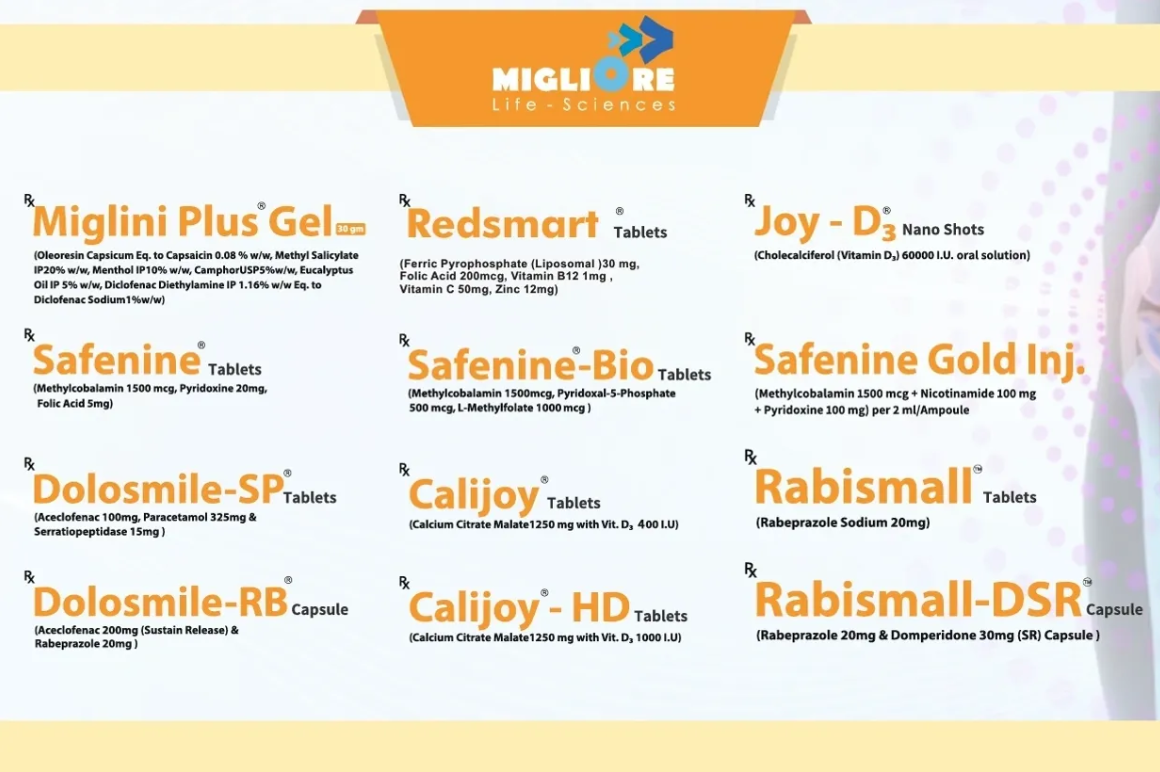 MIGLIORE
Life - Sciences
Rx
Miglini Plus® Gel 30 gm
(Oleoresin Capsicum Eq. to Capsaicin 0.08 % w/w, Methyl Salicylate
IP20% w/w, Menthol IP10% w/w, CamphorUSP5%w/w, Eucalyptus
Oil IP 5% w/w, Diclofenac Diethylamine IP 1.16% w/w Eq. to
Diclofenac Sodium1%w/w)
Rx
Redsmart ® Tablets
(Ferric Pyrophosphate (Liposomal )30 mg,
Folic Acid 200mcg, Vitamin B12 1mg ,
Vitamin C 50mg, Zinc 12mg)
Rx
Joy - D₃® Nano Shots
(Cholecalciferol (Vitamin D₃) 60000 I.U. oral solution)
Rx
Safenine® Tablets
(Methylcobalamin 1500 mcg, Pyridoxine 20mg,
Folic Acid 5mg)
Rx
Safenine®-Bio Tablets
(Methylcobalamin 1500mcg, Pyridoxal-5-Phosphate
500 mcg, L-Methylfolate 1000 mcg )
Rx
Safenine Gold Inj.
(Methylcobalamin 1500 mcg + Nicotinamide 100 mg
+ Pyridoxine 100 mg) per 2 ml/Ampoule
Rx
Dolosmile-SP® Tablets
(Aceclofenac 100mg, Paracetamol 325mg &
Serratiopeptidase 15mg )
Rx
Calijoy® Tablets
(Calcium Citrate Malate1250 mg with Vit. D₃ 400 I.U)
Rx
Rabismall™ Tablets
(Rabeprazole Sodium 20mg)
Rx
Dolosmile-RB® Capsule
(Aceclofenac 200mg (Sustain Release) &
Rabeprazole 20mg )
Rx
Calijoy®- HD Tablets
(Calcium Citrate Malate1250 mg with Vit. D₃ 1000 I.U)
Rx
Rabismall-DSR™ Capsule
(Rabeprazole 20mg & Domperidone 30mg (SR) Capsule )